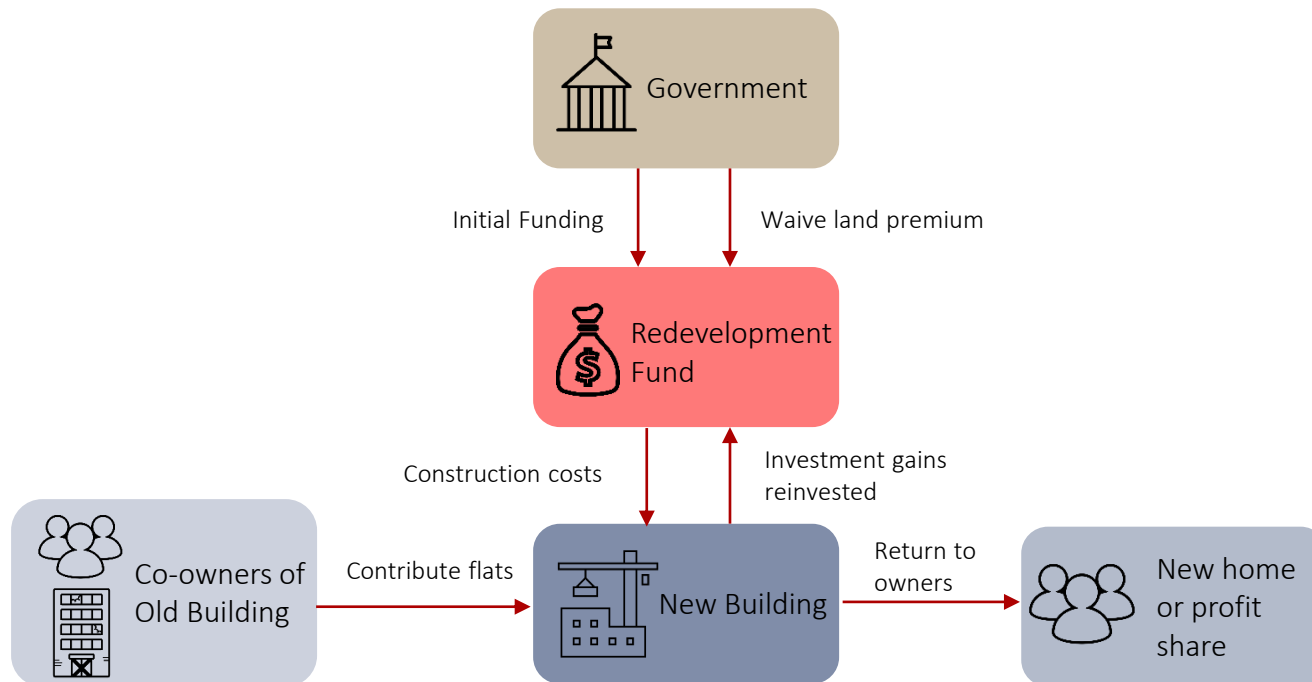 Government
Initial Funding
Waive land premium
Redevelopment
Fund
$
Construction costs
Investment gains
reinvested
Co-owners of
Old Building
Contribute flats
New Building
Return to
owners
New home
or profit
share